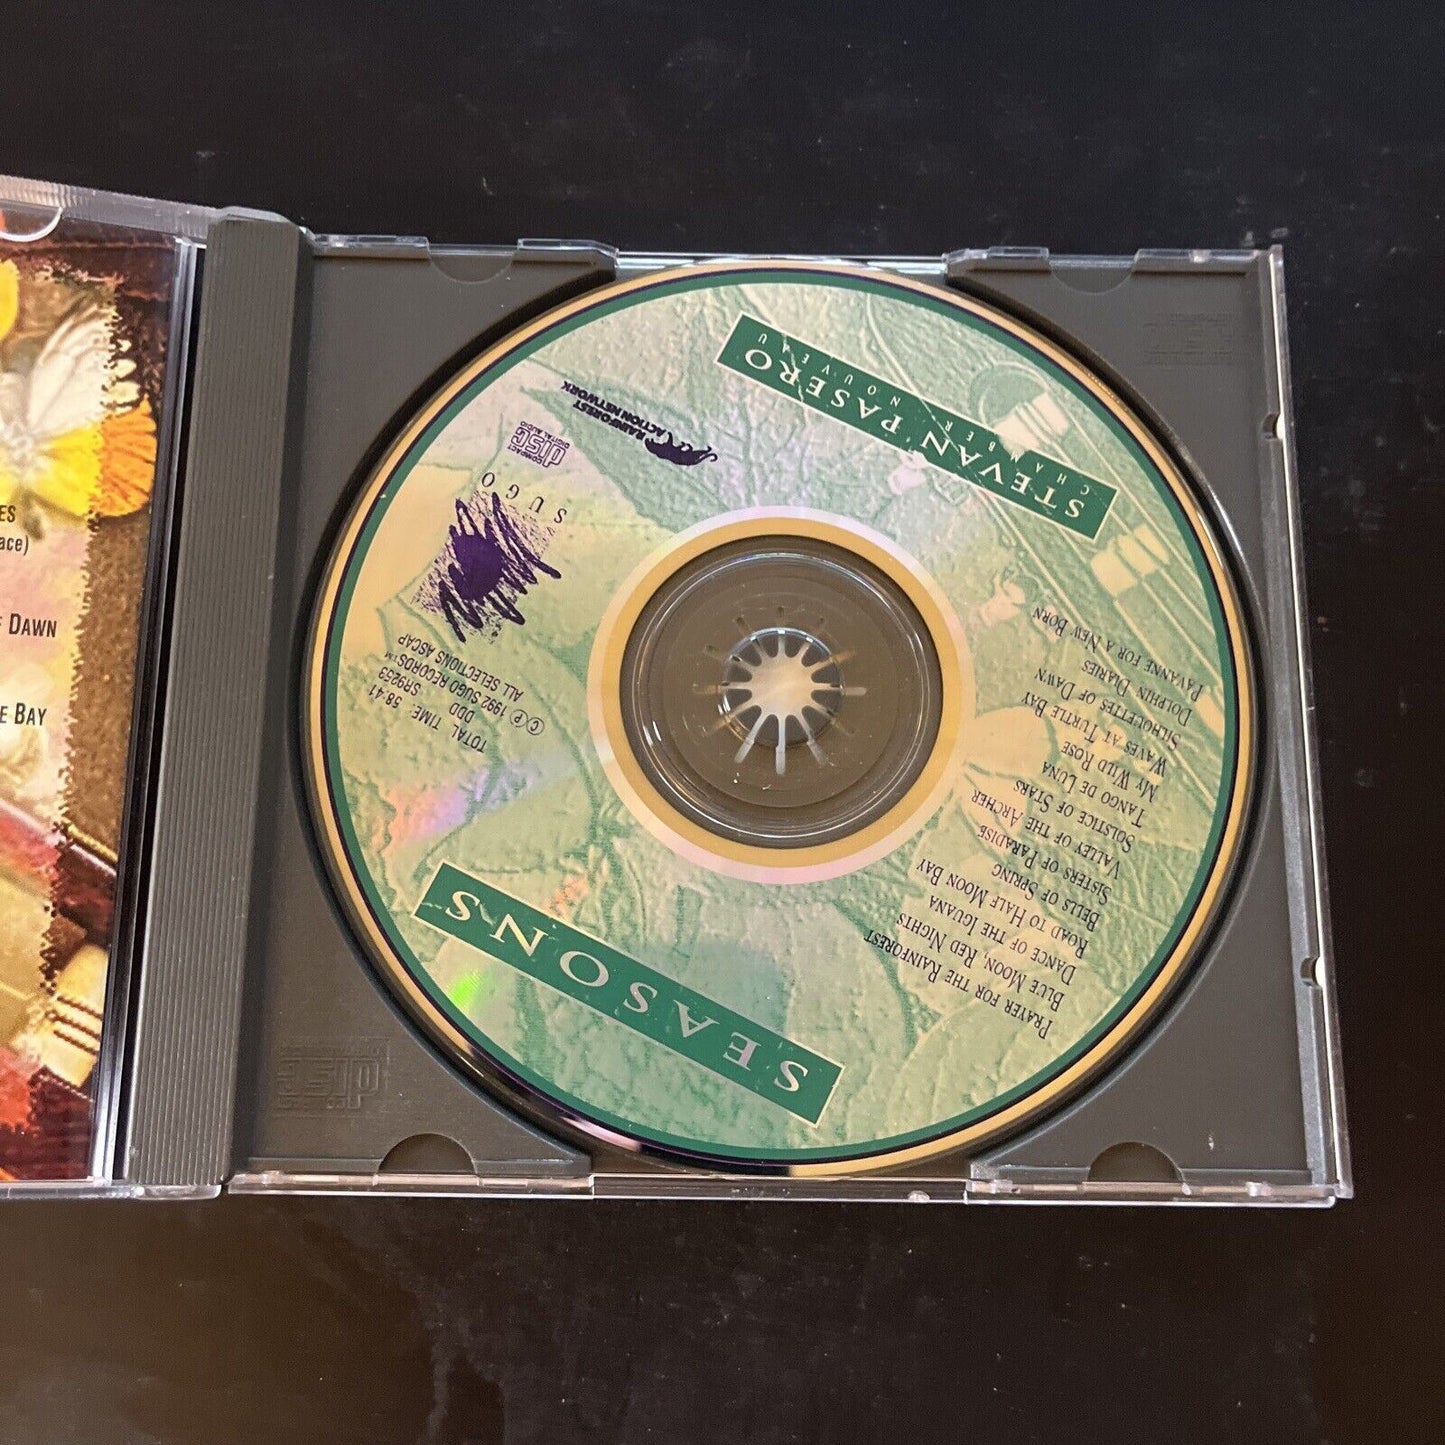 ES
ace)
DAWN
E BAY
SEASONS
PRAYER FOR THE RAINFOREST
BLUE MOON, RED NIGHTS
DANCE OF THE IGUANA
ROAD TO HALF MOON BAY
BELLS OF SPRING
SISTERS OF PARADISE
VALLEY OF THE ARCHER
SOLSTICE OF STARS
TANGO DE LUNA
MY WILD ROSE
WAVES AT TURTLE BAY
SILHOUETTES OF DAWN
DOLPHIN DIARIES
PAVANNE FOR A NEW BORN
TOTAL TIME: 58:41
DDD
SR9253
©℗ 1992 SUGO RECORDS™
ALL SELECTIONS ASCAP
SUGO
COMPACT
disc
DIGITAL AUDIO
RAINFOREST
ACTION NETWORK
STEVAN PASERO
CHAMBER NOUVEAU
disc